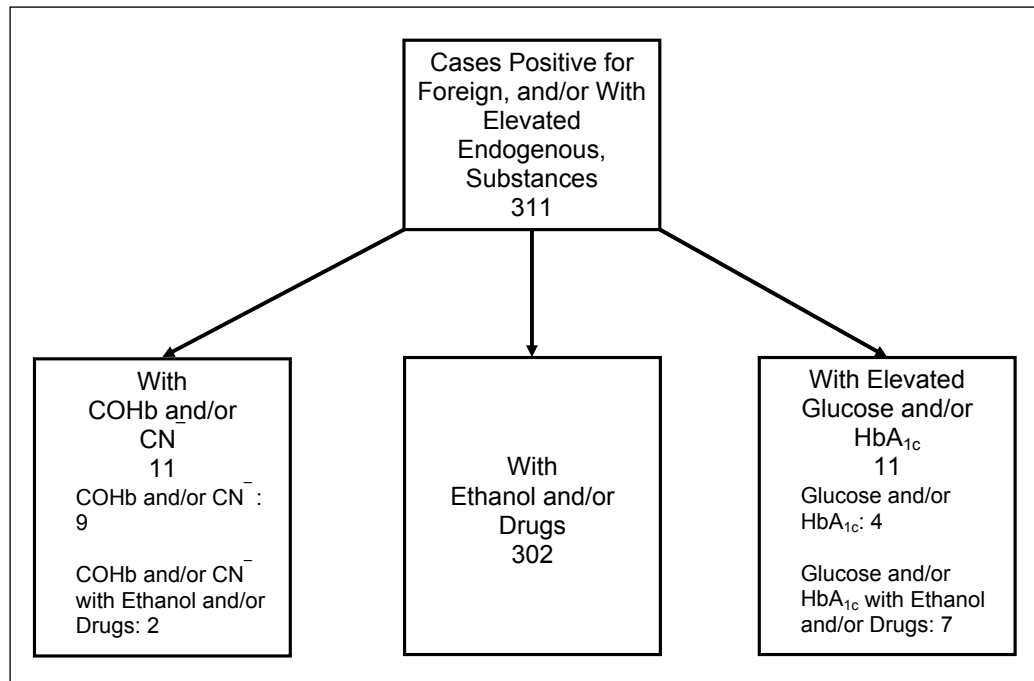 Cases Positive for
Foreign, and/or With
Elevated
Endogenous,
Substances
311
With
COHb and/or
CN⁻
11
COHb and/or CN⁻ :
9
COHb and/or CN⁻
with Ethanol and/or
Drugs: 2
With
Ethanol and/or
Drugs
302
With Elevated
Glucose and/or
HbA₁c
11
Glucose and/or
HbA₁c: 4
Glucose and/or
HbA₁c with Ethanol
and/or Drugs: 7